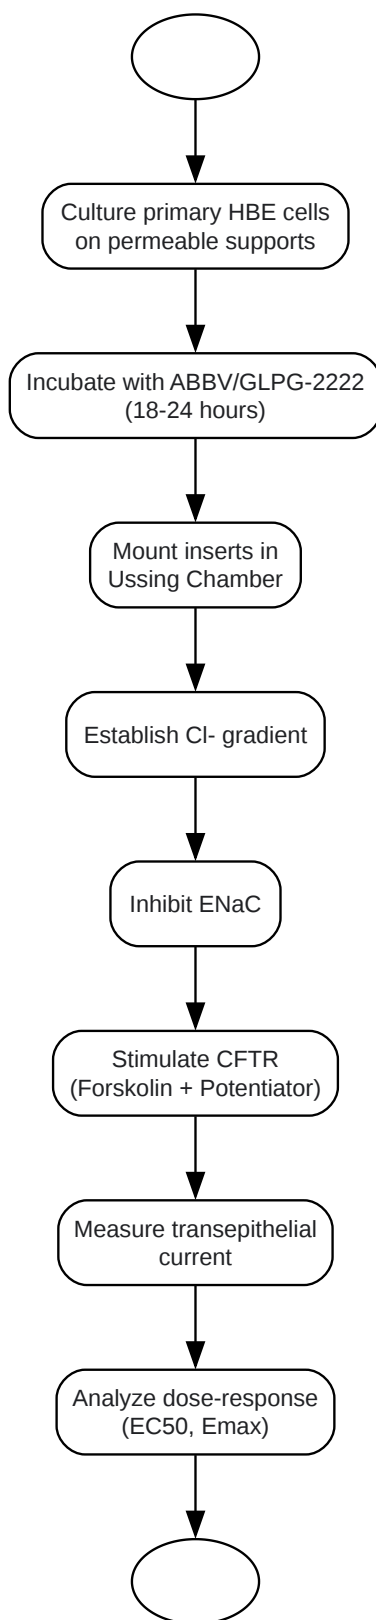 Culture primary HBE cells
on permeable supports
Incubate with ABBV/GLPG-2222
(18-24 hours)
Mount inserts in
Ussing Chamber
Establish Cl- gradient
Inhibit ENaC
Stimulate CFTR
(Forskolin + Potentiator)
Measure transepithelial
current
Analyze dose-response
(EC50, Emax)